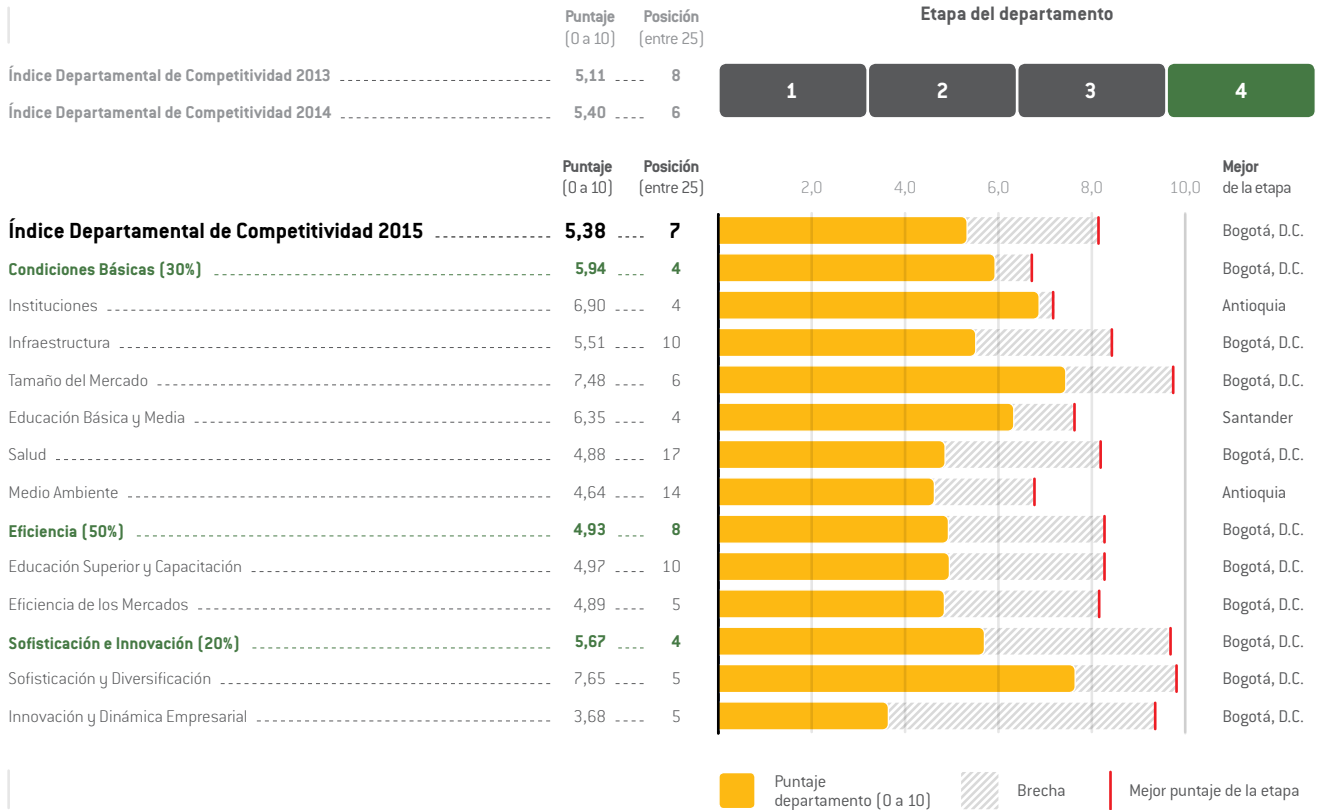 Puntaje Posición
(0 a 10) (entre 25)
Índice Departamental de Competitividad 2013 5,11 8
Índice Departamental de Competitividad 2014 5,40 6
Etapa del departamento
1 2 3 4
Puntaje Posición
(0 a 10) (entre 25)
2,0 4,0 6,0 8,0 10,0
Mejor
de la etapa
Índice Departamental de Competitividad 2015 5,38 7 Bogotá, D.C.
Condiciones Básicas (30%) 5,94 4 Bogotá, D.C.
Instituciones 6,90 4 Antioquia
Infraestructura 5,51 10 Bogotá, D.C.
Tamaño del Mercado 7,48 6 Bogotá, D.C.
Educación Básica y Media 6,35 4 Santander
Salud 4,88 17 Bogotá, D.C.
Medio Ambiente 4,64 14 Antioquia
Eficiencia (50%) 4,93 8 Bogotá, D.C.
Educación Superior y Capacitación 4,97 10 Bogotá, D.C.
Eficiencia de los Mercados 4,89 5 Bogotá, D.C.
Sofisticación e Innovación (20%) 5,67 4 Bogotá, D.C.
Sofisticación y Diversificación 7,65 5 Bogotá, D.C.
Innovación y Dinámica Empresarial 3,68 5 Bogotá, D.C.
Puntaje
departamento (0 a 10)
Brecha
Mejor puntaje de la etapa